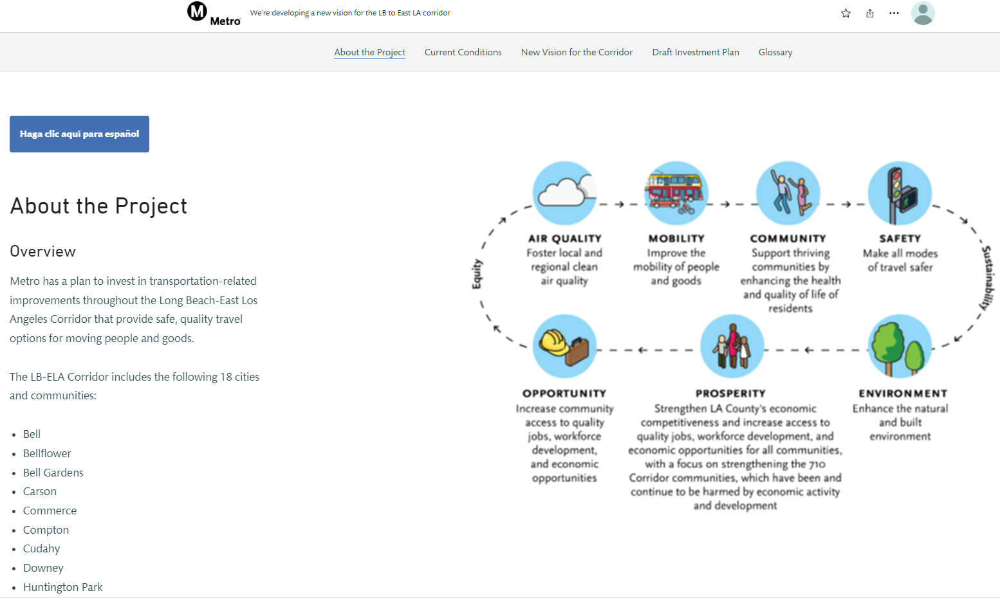 M
Metro
We're developing a new vision for the LB to East LA corridor
About the Project
Current Conditions
New Vision for the Corridor
Draft Investment Plan
Glossary
Haga clic aquí para español
About the Project
Overview
Metro has a plan to invest in transportation-related
improvements throughout the Long Beach-East Los
Angeles Corridor that provide safe, quality travel
options for moving people and goods.
The LB-ELA Corridor includes the following 18 cities
and communities:
• Bell
• Bellflower
• Bell Gardens
• Carson
• Commerce
• Compton
• Cudahy
• Downey
• Huntington Park
Equity
AIR QUALITY
Foster local and
regional clean
air quality
MOBILITY
Improve the
mobility of people
and goods
COMMUNITY
Support thriving
communities by
enhancing the health
and quality of life of
residents
SAFETY
Make all modes
of travel safer
Sustainability
OPPORTUNITY
Increase community
access to quality
jobs, workforce
development,
and economic
opportunities
PROSPERITY
Strengthen LA County's economic
competitiveness and increase access to
quality jobs, workforce development, and
economic opportunities for all communities,
with a focus on strengthening the 710
Corridor communities, which have been and
continue to be harmed by economic activity
and development
ENVIRONMENT
Enhance the natural
and built
environment